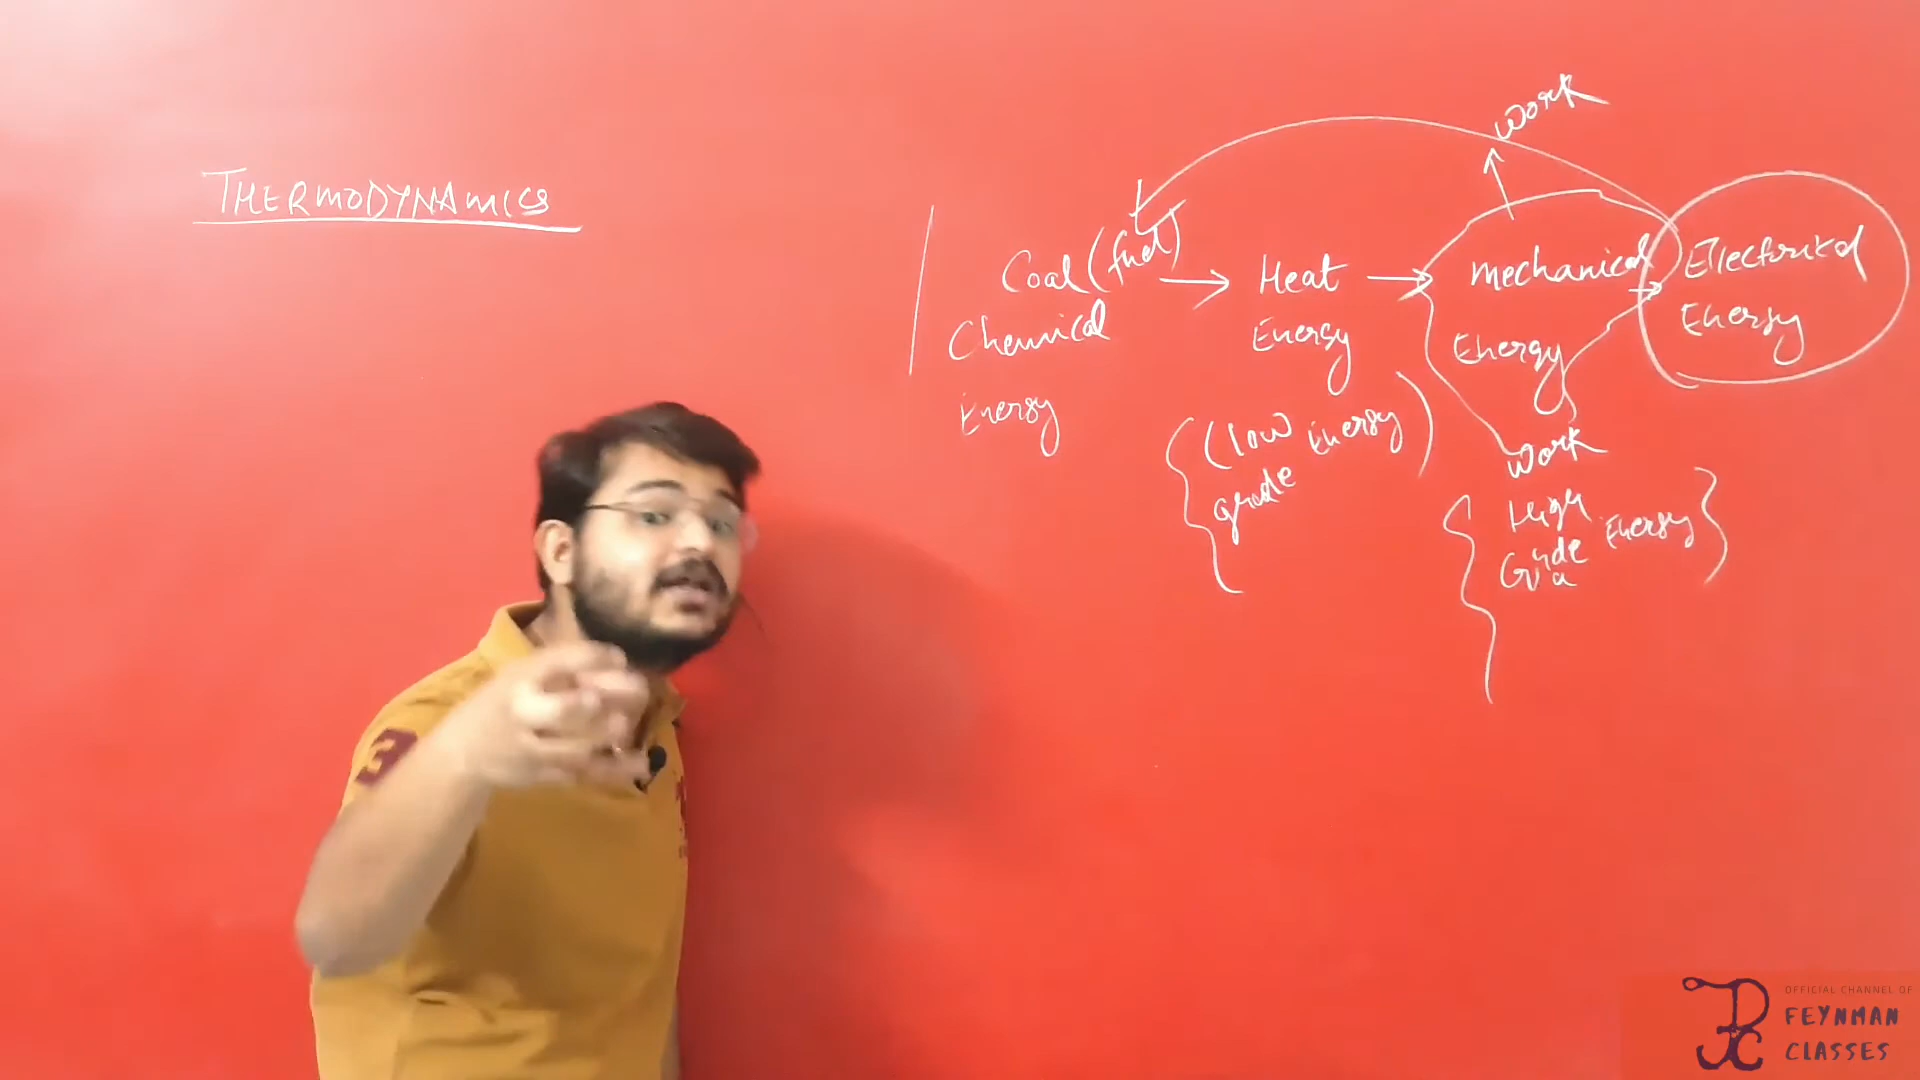 THERMODYNAMICS
Work
Coal (fuel) → Heat → mechanical → Electrical
Chemical Energy Energy Energy
Energy
(low Energy
grade
Work
High
Grade Energy
3
OFFICIAL CHANNEL OF
FEYNMAN
CLASSES